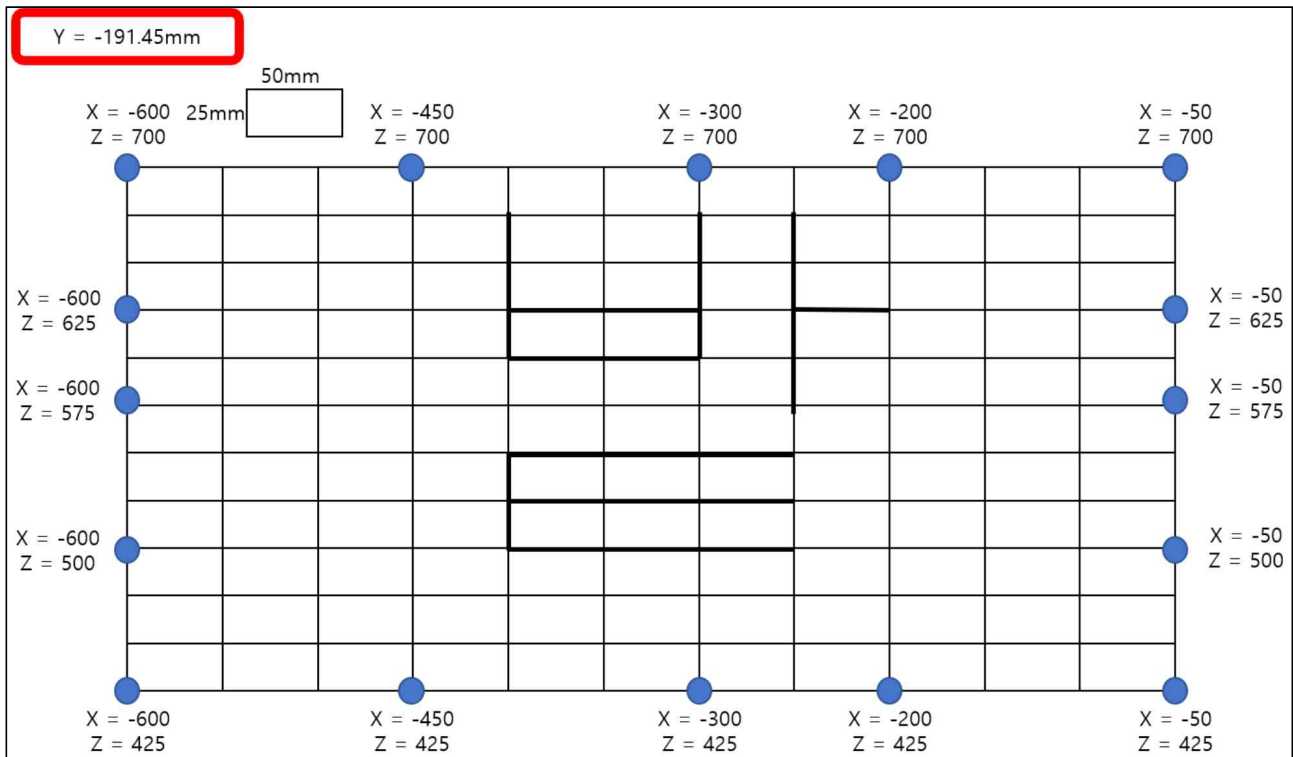 Y = -191.45mm
50mm
25mm
X = -600
Z = 700
X = -450
Z = 700
X = -300
Z = 700
X = -200
Z = 700
X = -50
Z = 700
밭
X = -600
Z = 625
X = -50
Z = 625
X = -600
Z = 575
X = -50
Z = 575
X = -600
Z = 500
X = -50
Z = 500
X = -600
Z = 425
X = -450
Z = 425
X = -300
Z = 425
X = -200
Z = 425
X = -50
Z = 425